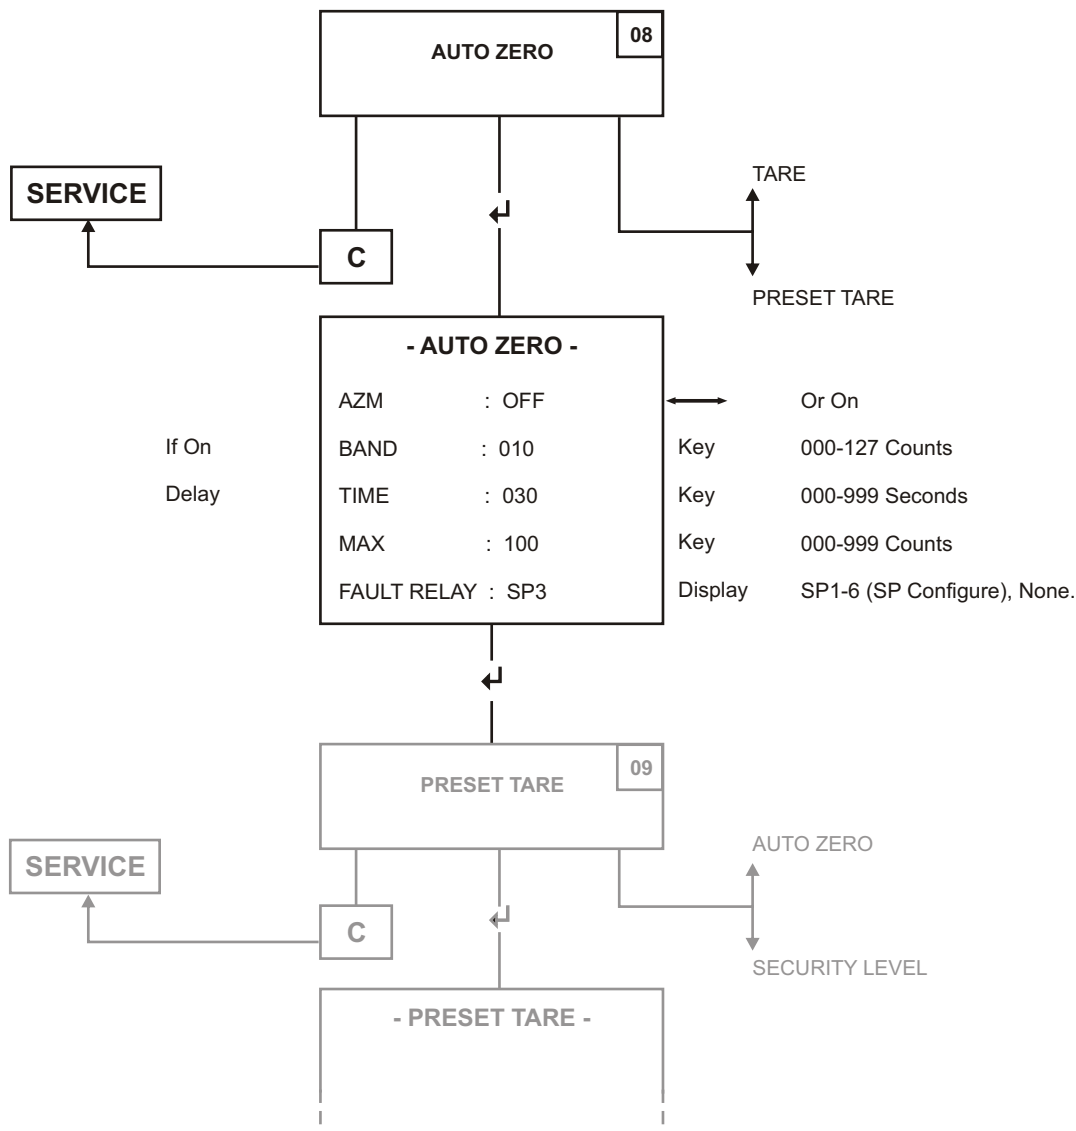 08
AUTO ZERO
SERVICE
TARE
C
PRESET TARE
- AUTO ZERO -
AZM : OFF Or On
If On BAND : 010 Key 000-127 Counts
Delay TIME : 030 Key 000-999 Seconds
MAX : 100 Key 000-999 Counts
FAULT RELAY : SP3 Display SP1-6 (SP Configure), None.
09
PRESET TARE
AUTO ZERO
SERVICE
C
SECURITY LEVEL
- PRESET TARE -